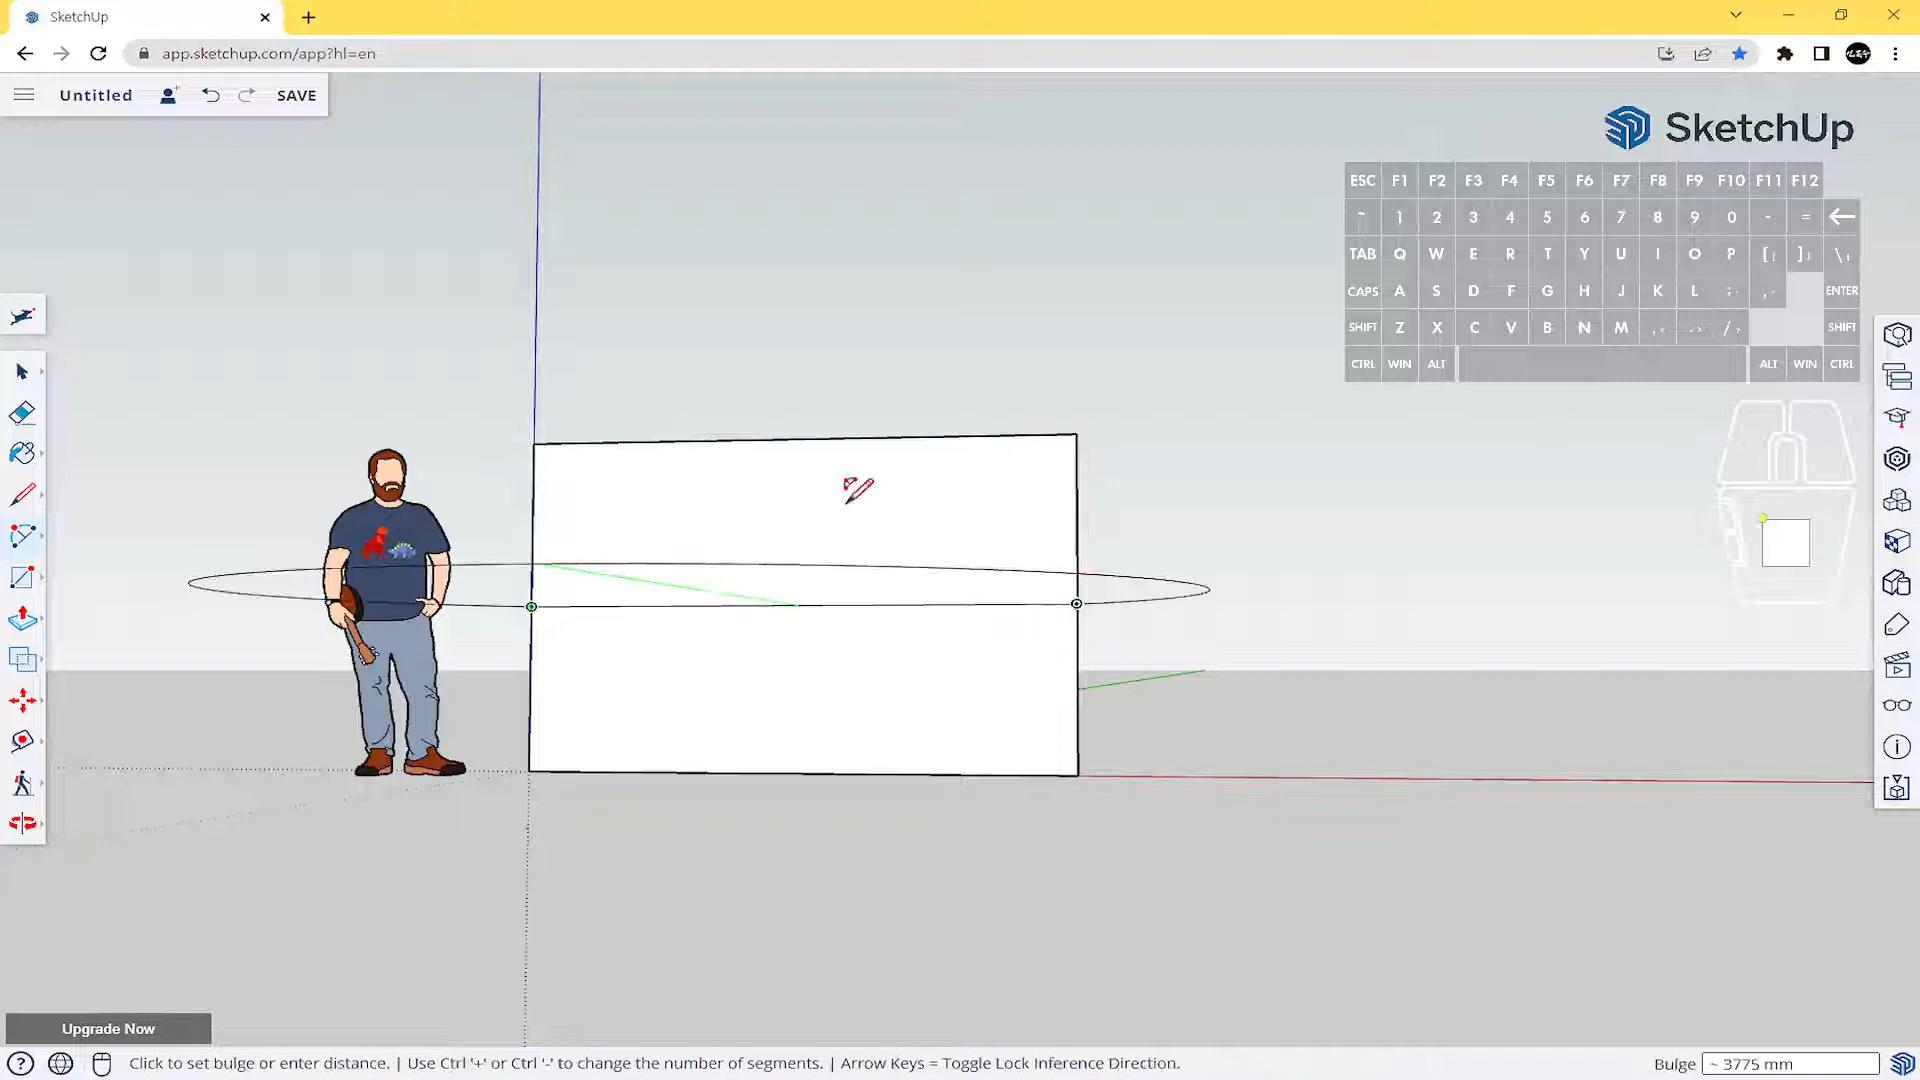 SketchUp
app.sketchup.com/app?hl=en
Untitled
SAVE
SketchUp
ESC F1 F2 F3 F4 F5 F6 F7 F8 F9 F10 F11 F12
~ 1 2 3 4 5 6 7 8 9 0 - =
TAB Q W E R T Y U I O P [ ] \
CAPS A S D F G H J K L ; ENTER
SHIFT Z X C V B N M / SHIFT
CTRL WIN ALT ALT WIN CTRL
Upgrade Now
Click to set bulge or enter distance. | Use Ctrl '+' or Ctrl '-' to change the number of segments. | Arrow Keys = Toggle Lock Inference Direction.
Bulge ~ 3775 mm